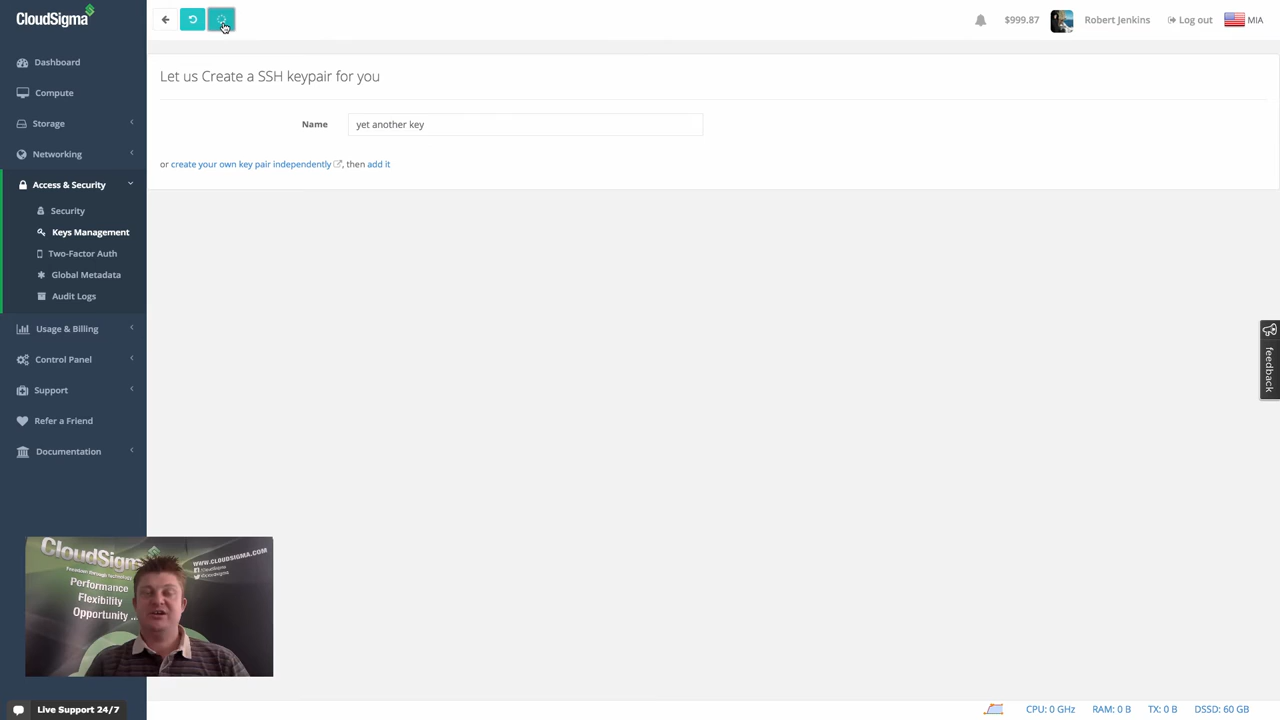 CloudSigma
$999.87
Robert Jenkins
Log out
MIA
Dashboard
Compute
Storage
Networking
Access & Security
Security
Keys Management
Two-Factor Auth
Global Metadata
Audit Logs
Usage & Billing
Control Panel
Support
Refer a Friend
Documentation
Let us Create a SSH keypair for you
Name
yet another key
or create your own key pair independently, then add it
feedback
CloudSigma
WWW.CLOUDSIGMA.COM
Performance
Flexibility
Opportunity ...
Live Support 24/7
CPU: 0 GHz
RAM: 0 B
TX: 0 B
DSSD: 60 GB